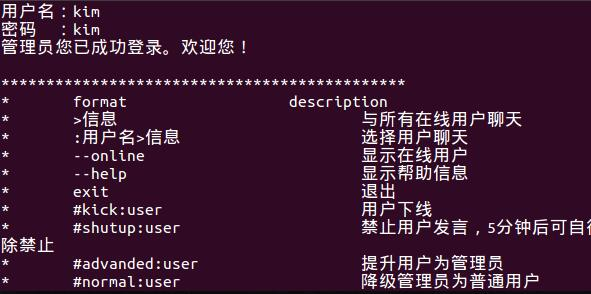 用户名：kim
密码　：kim
管理员您已成功登录。欢迎您！
*********************************************
* format description
* >信息 与所有在线用户聊天
* :用户名>信息 选择用户聊天
* --online 显示在线用户
* --help 显示帮助信息
* exit 退出
* #kick:user 用户下线
* #shutup:user 禁止用户发言，5分钟后可自行
除禁止
* #advanded:user 提升用户为管理员
* #normal:user 降级管理员为普通用户